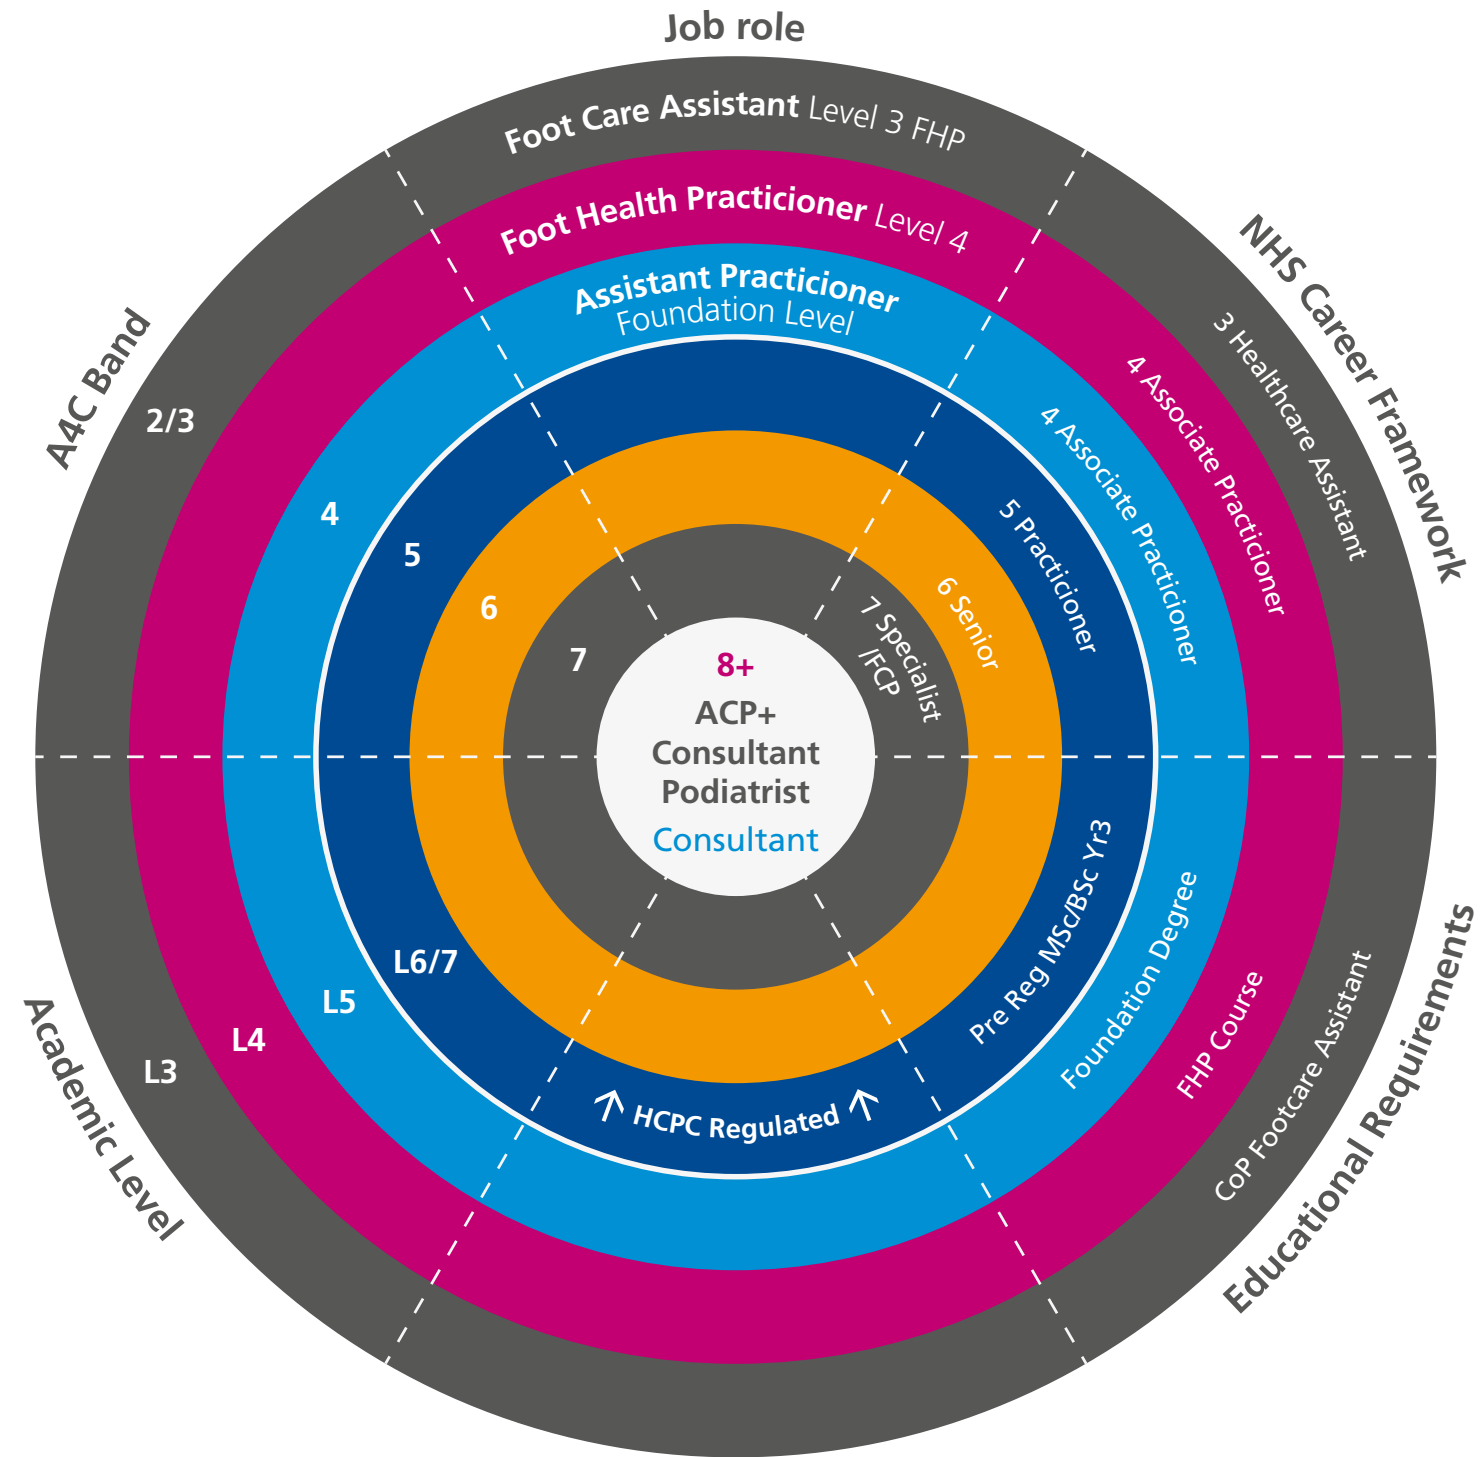 Job role
Foot Care Assistant Level 3 FHP
Foot Health Practicioner Level 4
Assistant Practicioner
Foundation Level
NHS Career Framework
3 Healthcare Assistant
4 Associate Practicioner
4 Associate Practicioner
5 Practicioner
6 Senior
7 Specialist
/FCP
A4C Band
2/3
4
5
6
7
8+
ACP+
Consultant
Podiatrist
Consultant
Academic Level
L3
L4
L5
L6/7
HCPC Regulated
Educational Requirements
Pre Reg MSc/BSc Yr3
Foundation Degree
FHP Course
CoP Footcare Assistant